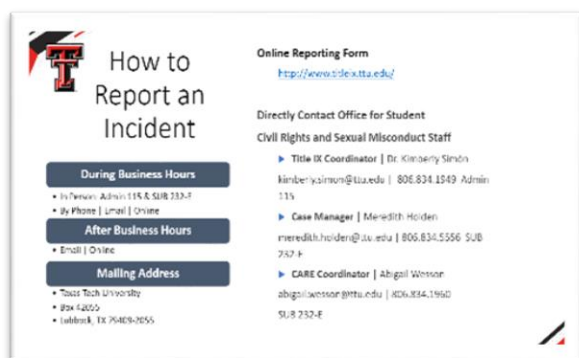 How to
Report an
Incident
During Business Hours
• In Person: Admin 115 & SUB 232-E
• By Phone | Email | Online
After Business Hours
• Email | Online
Mailing Address
• Texas Tech University
• Box 42055
• Lubbock, TX 79409-2055
Online Reporting Form
http://www.titleix.ttu.edu/
Directly Contact Office for Student
Civil Rights and Sexual Misconduct Staff
Title IX Coordinator | Dr. Kimberly Simón
kimberly.simon@ttu.edu | 806.834.1949 Admin
115
Case Manager | Meredith Holden
meredith.holden@ttu.edu | 806.834.5556 SUB
232-E
CARE Coordinator | Abigail Wesson
abigail.wesson@ttu.edu | 806.834.1960
SUB 232-E